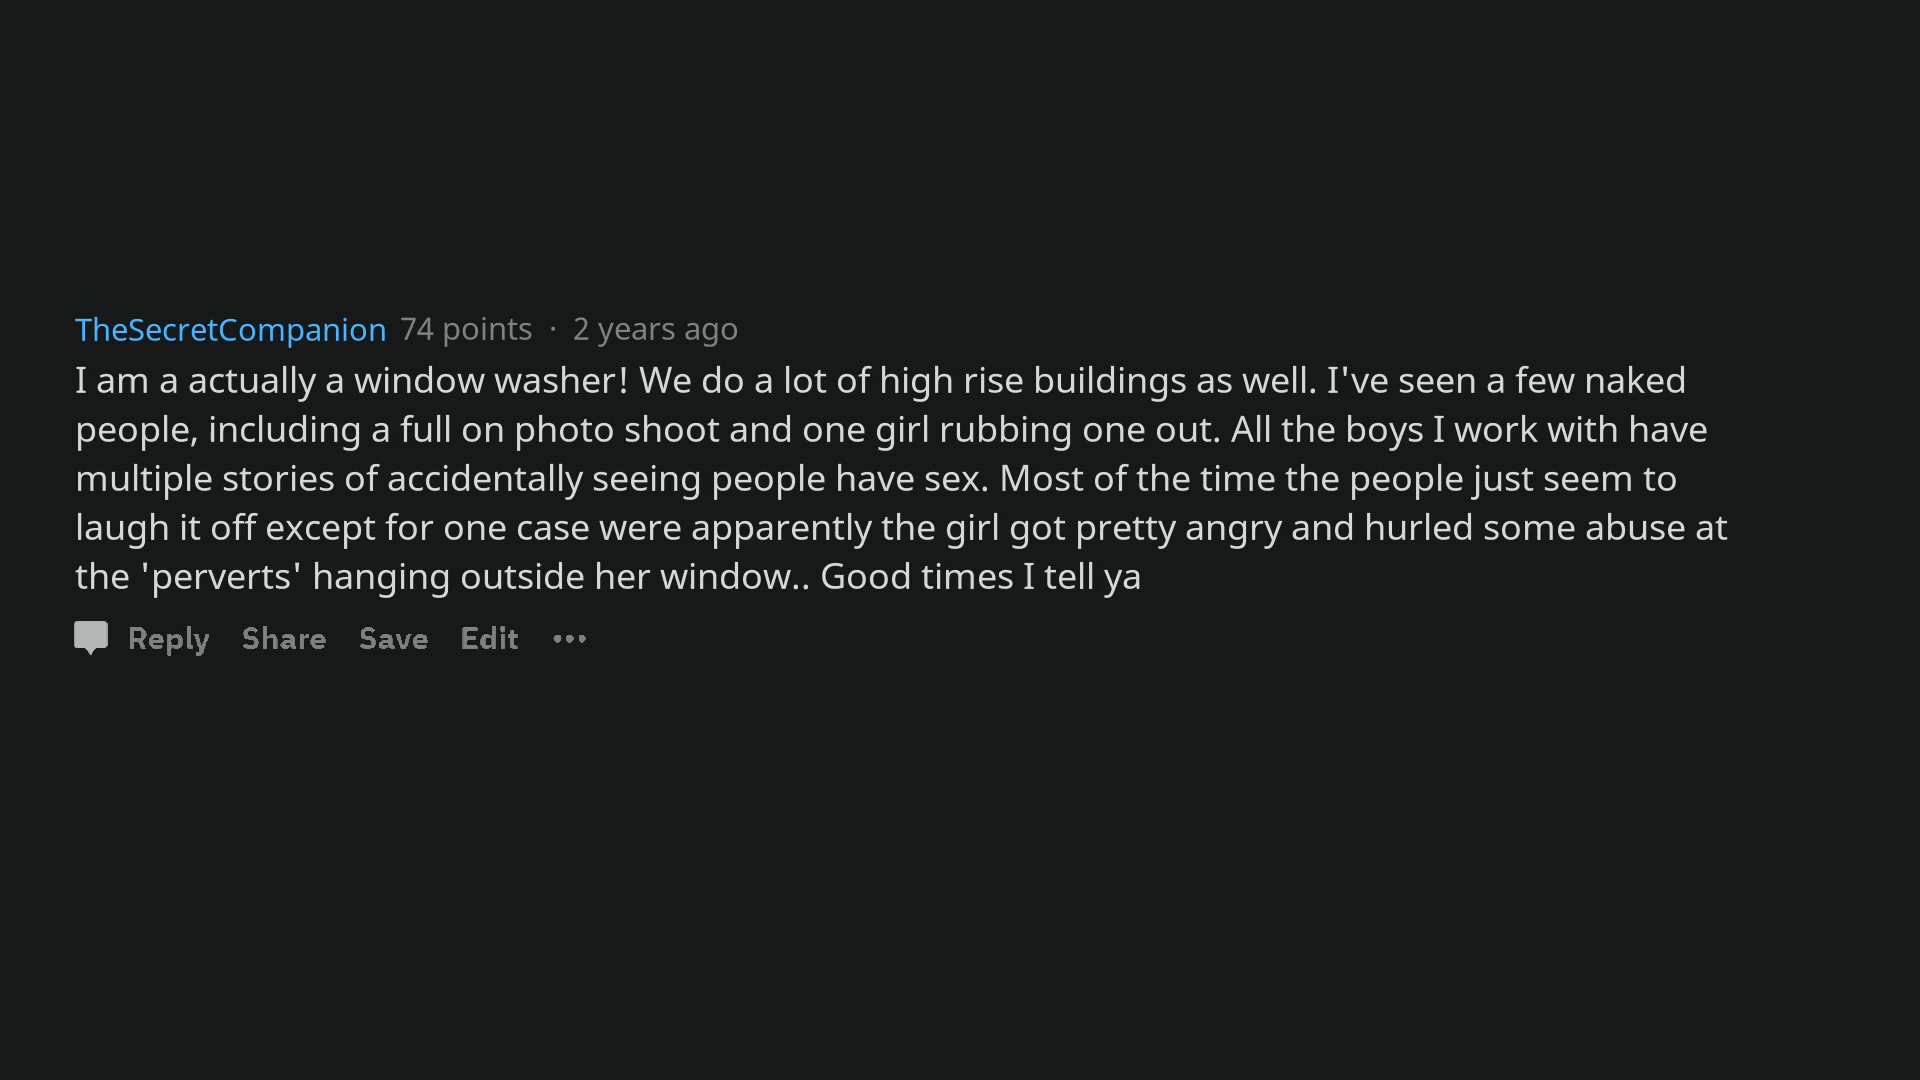 TheSecretCompanion 74 points · 2 years ago
I am a actually a window washer! We do a lot of high rise buildings as well. I've seen a few naked
people, including a full on photo shoot and one girl rubbing one out. All the boys I work with have
multiple stories of accidentally seeing people have sex. Most of the time the people just seem to
laugh it off except for one case were apparently the girl got pretty angry and hurled some abuse at
the 'perverts' hanging outside her window.. Good times I tell ya
Reply Share Save Edit •••